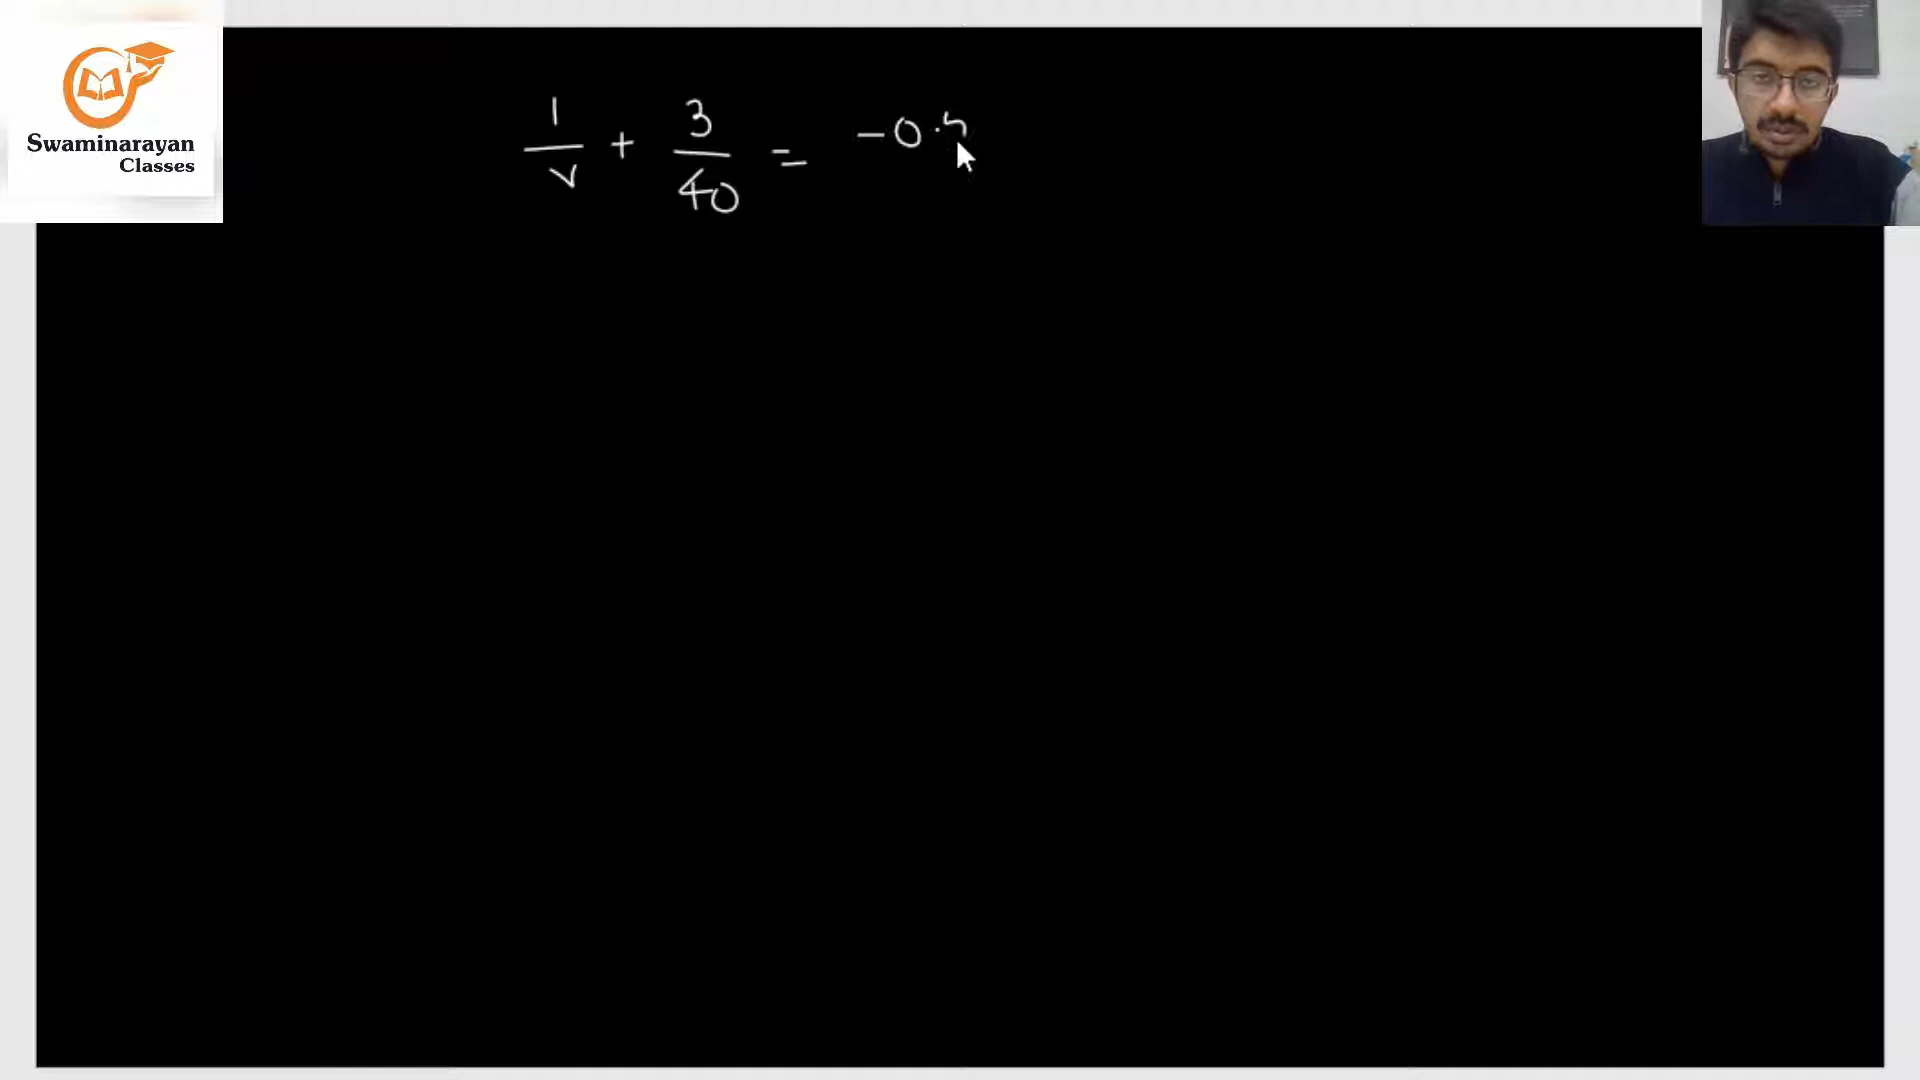 Swaminarayan
Classes
1/v + 3/40 = -0.5